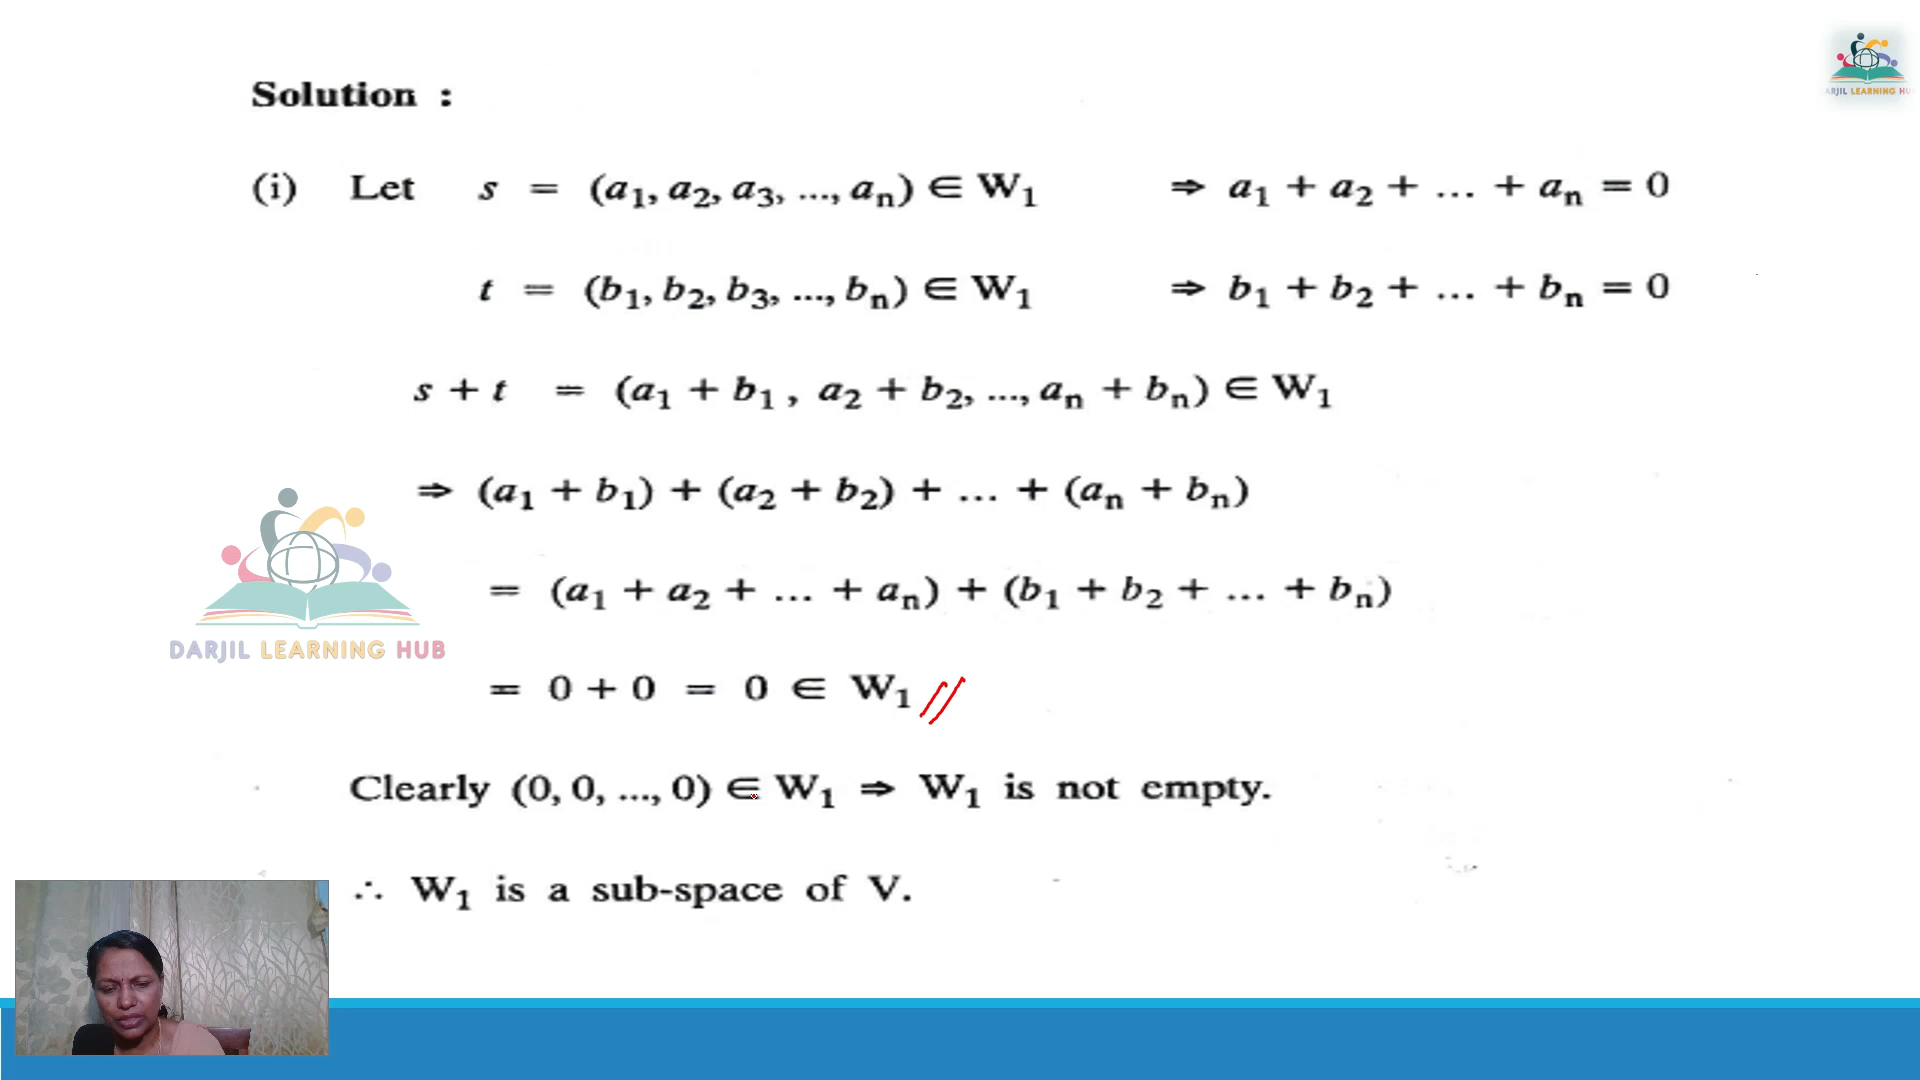 Solution :
(i) Let s = (a₁, a₂, a₃, ..., aₙ) ∈ W₁ ⇒ a₁ + a₂ + ... + aₙ = 0
t = (b₁, b₂, b₃, ..., bₙ) ∈ W₁ ⇒ b₁ + b₂ + ... + bₙ = 0
s + t = (a₁ + b₁ , a₂ + b₂, ..., aₙ + bₙ) ∈ W₁
⇒ (a₁ + b₁) + (a₂ + b₂) + ... + (aₙ + bₙ)
= (a₁ + a₂ + ... + aₙ) + (b₁ + b₂ + ... + bₙ)
= 0 + 0 = 0 ∈ W₁ //
Clearly (0, 0, ..., 0) ∈ W₁ ⇒ W₁ is not empty.
∴ W₁ is a sub-space of V.
DARJIL LEARNING HUB
ARJIL LEARNING HU